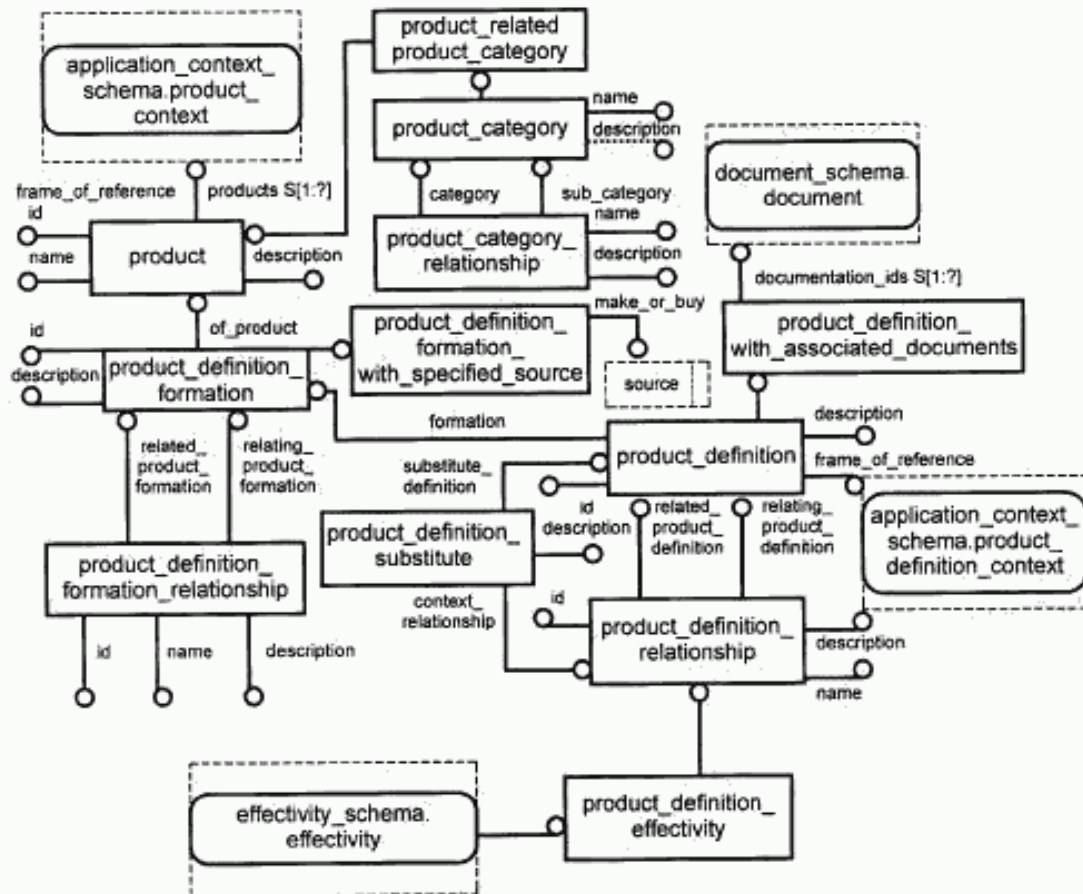 product_related
product_category
application_context_
schema.product_
context
name
product_category
description
document_schema.
document
frame_of_reference
products S[1:?]
category
sub_category
id
name
product
description
product_category_
relationship
name
description
documentation_ids S[1:?]
make_or_buy
id
of_product
product_definition_
formation_
with_specified_source
product_definition_
with_associated_documents
description
product_definition_
formation
source
formation
description
related_
product_
formation
relating_
product_
formation
substitute_
definition
product_definition
frame_of_reference
id
description
related_
product_
definition
relating_
product_
definition
application_context_
schema.product_
definition_context
product_definition_
substitute
product_definition_
formation_relationship
context_
relationship
id
product_definition_
relationship
description
name
id
name
description
effectivity_schema.
effectivity
product_definition_
effectivity